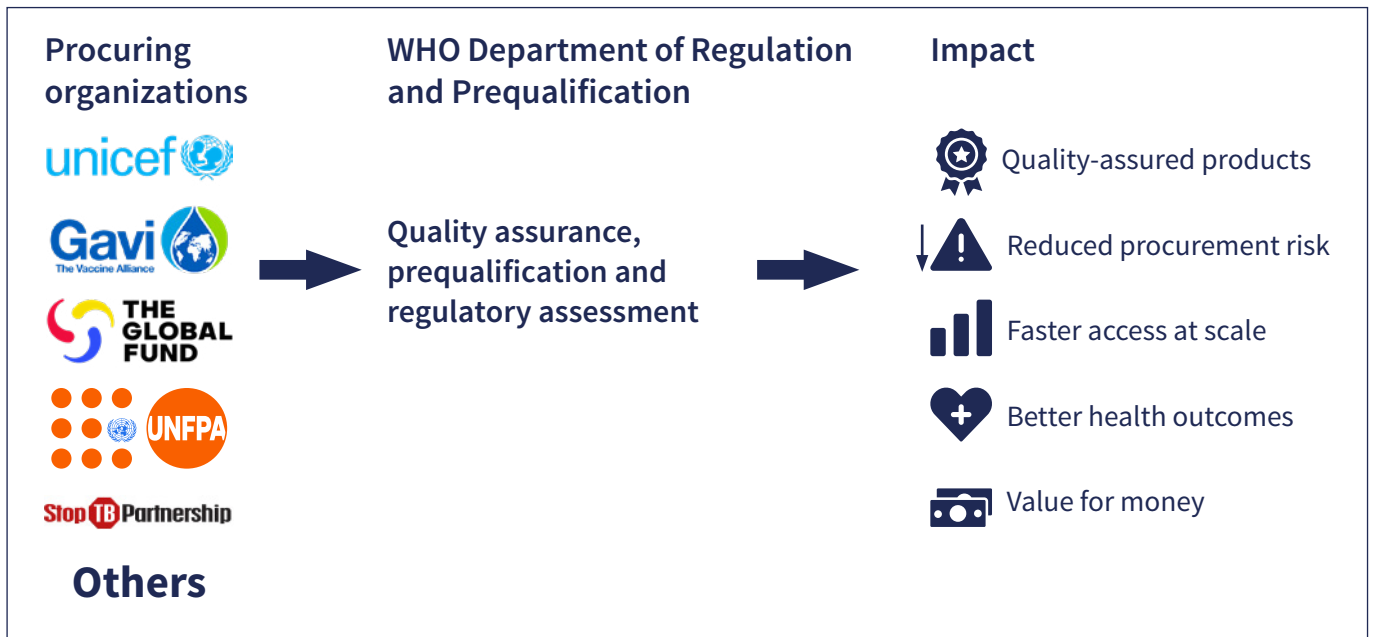 Procuring
organizations
unicef
Gavi
The Vaccine Alliance
THE
GLOBAL
FUND
UNFPA
Stop TB Partnership
Others
WHO Department of Regulation
and Prequalification
Quality assurance,
prequalification and
regulatory assessment
Impact
Quality-assured products
Reduced procurement risk
Faster access at scale
Better health outcomes
Value for money